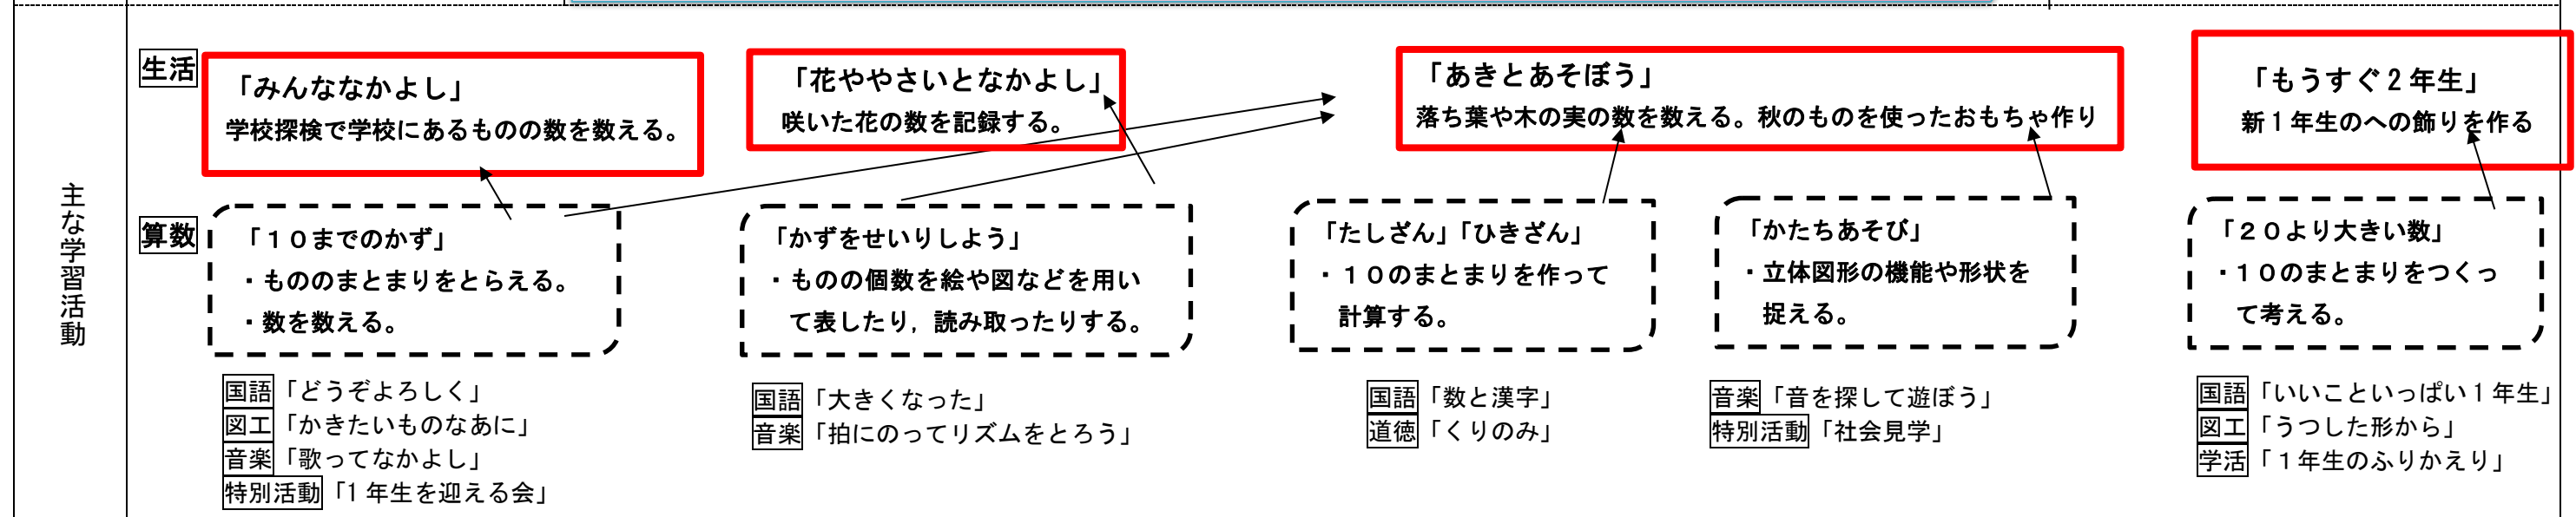 主な学習活動
生活
「みんななかよし」
学校探検で学校にあるものの数を数える。
「花ややさいとなかよし」
咲いた花の数を記録する。
「あきとあそぼう」
落ち葉や木の実の数を数える。秋のものを使ったおもちゃ作り
「もうすぐ2年生」
新1年生のへの飾りを作る
算数
「10までのかず」
・もののまとまりをとらえる。
・数を数える。
「かずをせいりしよう」
・ものの個数を絵や図などを用い
て表したり，読み取ったりする。
「たしざん」「ひきざん」
・10のまとまりを作って
計算する。
「かたちあそび」
・立体図形の機能や形状を
捉える。
「20より大きい数」
・10のまとまりをつくっ
て考える。
国語「どうぞよろしく」
図工「かきたいものなあに」
音楽「歌ってなかよし」
特別活動「1年生を迎える会」
国語「大きくなった」
音楽「拍にのってリズムをとろう」
国語「数と漢字」
道徳「くりのみ」
音楽「音を探して遊ぼう」
特別活動「社会見学」
国語「いいこといっぱい1年生」
図工「うつした形から」
学活「1年生のふりかえり」